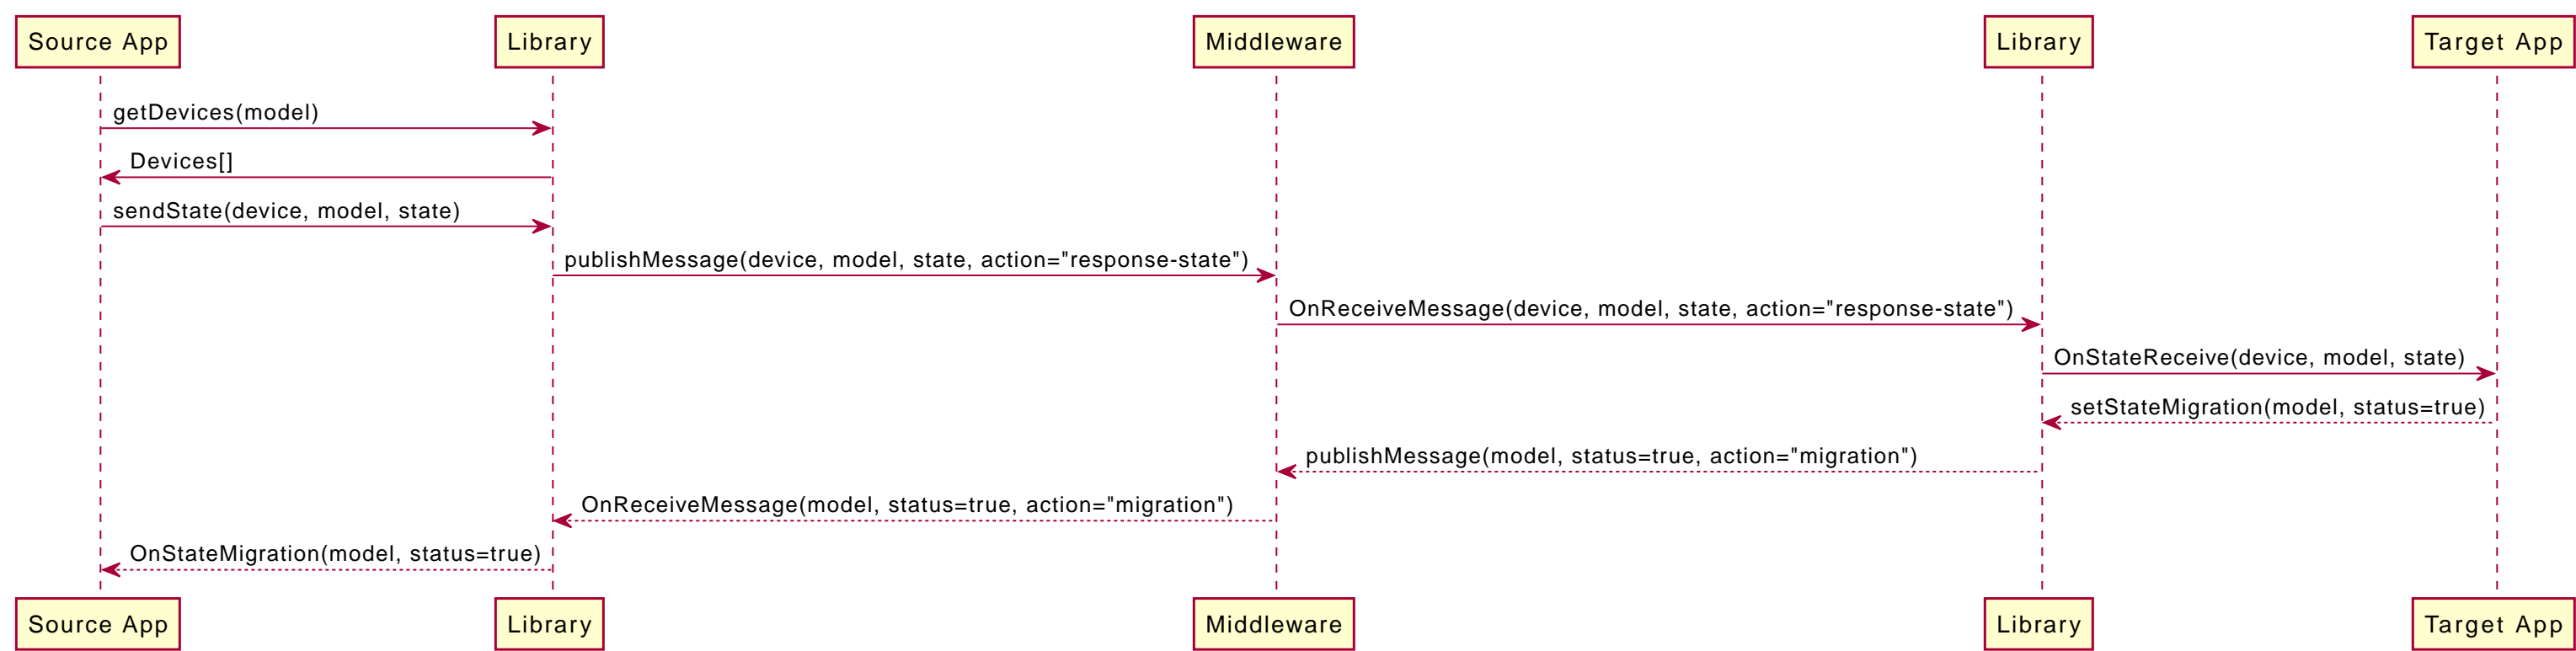 Source App
Library
Middleware
Library
Target App
getDevices(model)
Devices[]
sendState(device, model, state)
publishMessage(device, model, state, action="response-state")
OnReceiveMessage(device, model, state, action="response-state")
OnStateReceive(device, model, state)
setStateMigration(model, status=true)
publishMessage(model, status=true, action="migration")
OnReceiveMessage(model, status=true, action="migration")
OnStateMigration(model, status=true)
Source App
Library
Middleware
Library
Target App